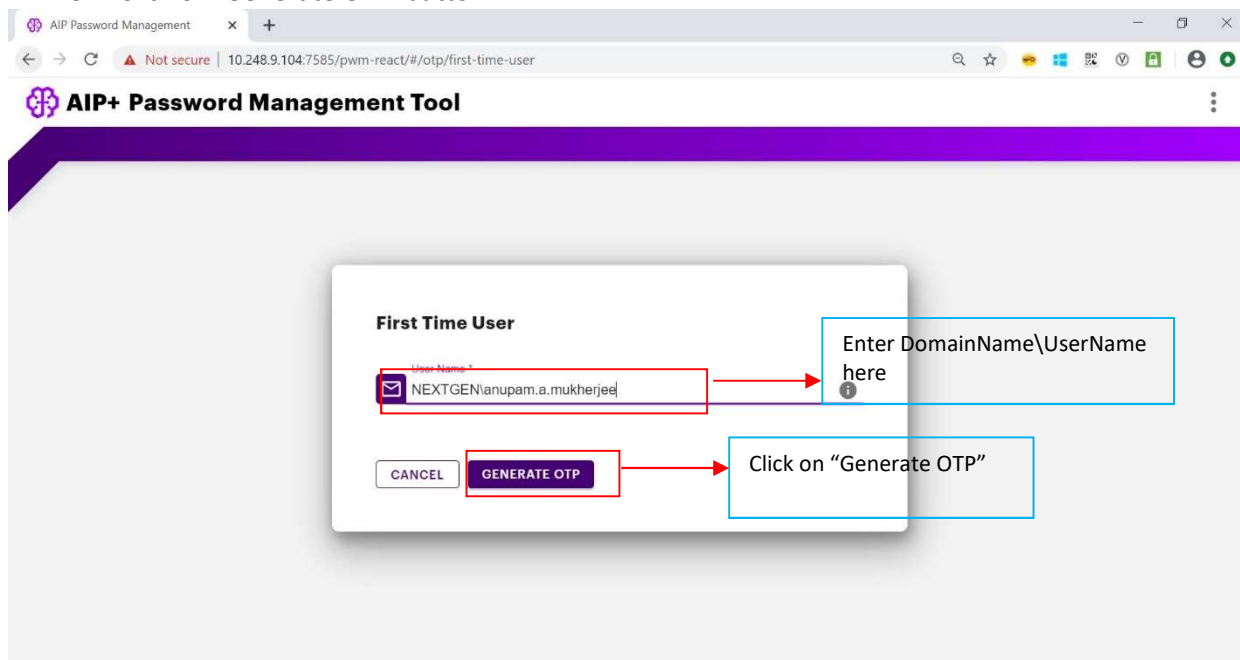 AIP Password Management
Not secure | 10.248.9.104:7585/pwm-react/#/otp/first-time-user
AIP+ Password Management Tool
First Time User
User Name *
NEXTGEN\anupam.a.mukherjee
Enter DomainName\UserName
here
CANCEL
GENERATE OTP
Click on “Generate OTP”